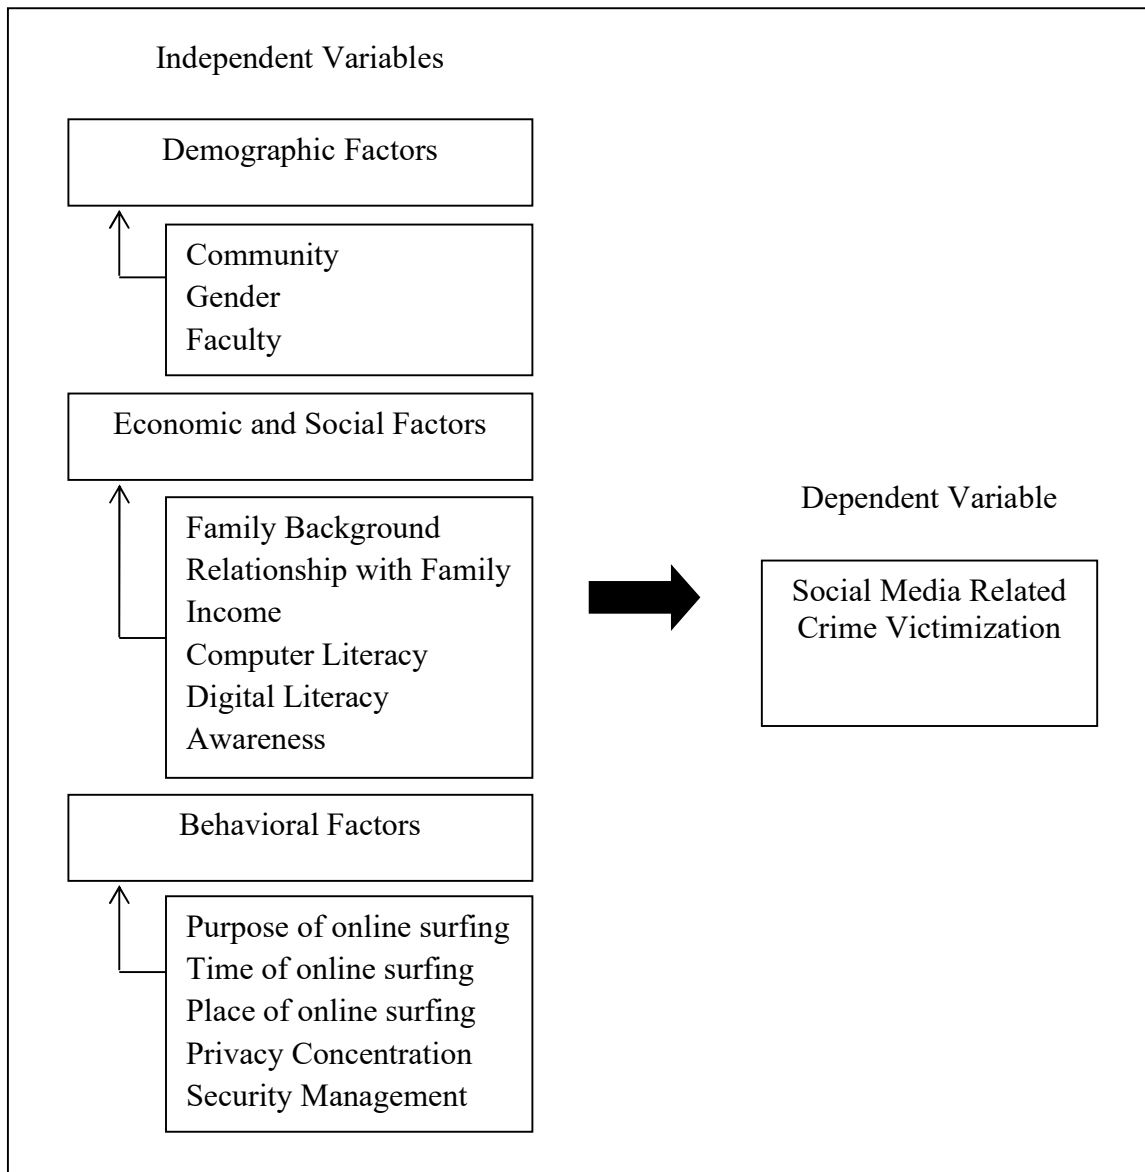 Independent Variables
Demographic Factors
Community
Gender
Faculty
Economic and Social Factors
Family Background
Relationship with Family
Income
Computer Literacy
Digital Literacy
Awareness
Behavioral Factors
Purpose of online surfing
Time of online surfing
Place of online surfing
Privacy Concentration
Security Management
Dependent Variable
Social Media Related
Crime Victimization